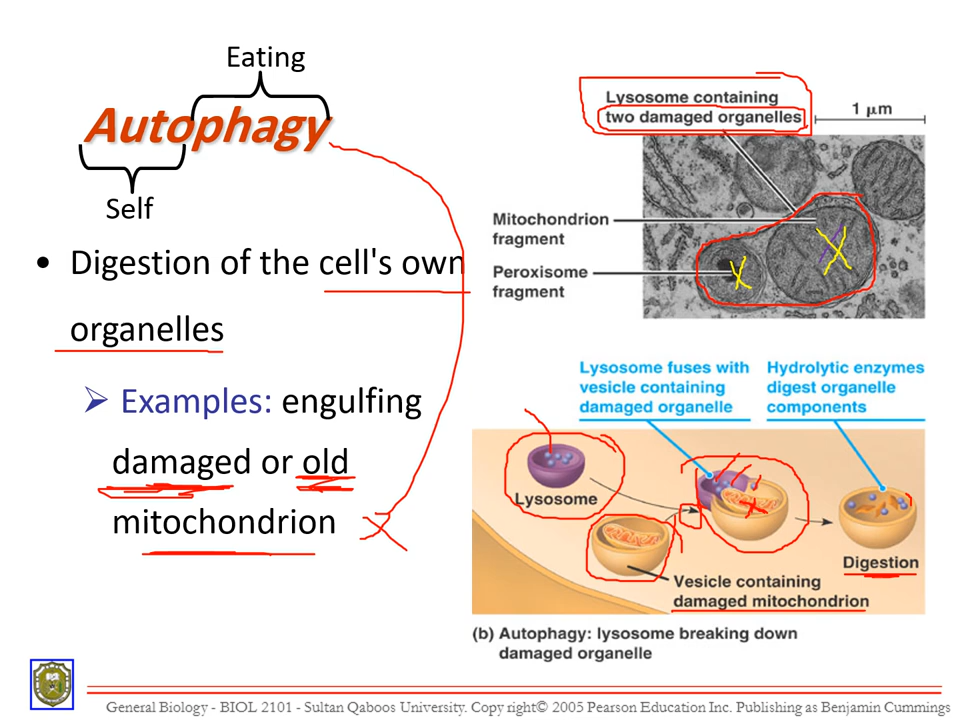 Eating
Autophagy
Self
• Digestion of the cell's own
organelles
➢ Examples: engulfing
damaged or old
mitochondrion
Lysosome containing
two damaged organelles
1 μm
Mitochondrion
fragment
Peroxisome
fragment
Lysosome fuses with
vesicle containing
damaged organelle
Hydrolytic enzymes
digest organelle
components
Lysosome
Digestion
Vesicle containing
damaged mitochondrion
(b) Autophagy: lysosome breaking down
damaged organelle
General Biology - BIOL 2101 - Sultan Qaboos University. Copy right© 2005 Pearson Education Inc. Publishing as Benjamin Cummings